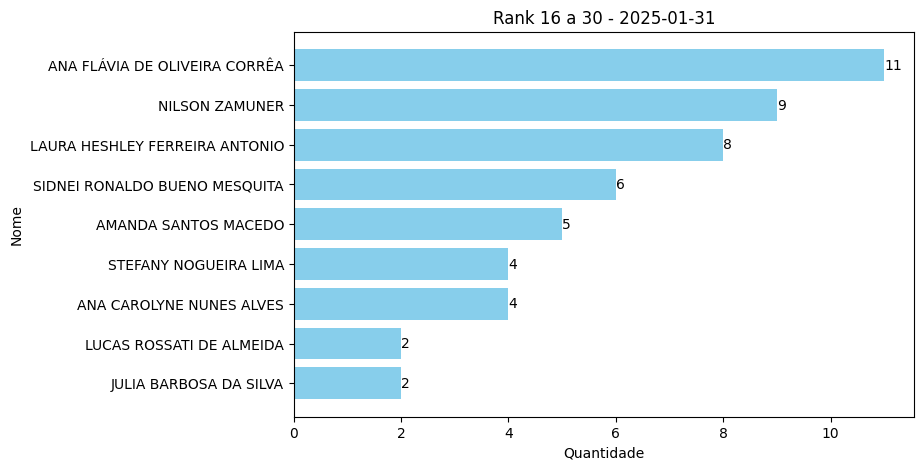 Rank 16 a 30 - 2025-01-31
ANA FLÁVIA DE OLIVEIRA CORRÊA 11
NILSON ZAMUNER 9
LAURA HESHLEY FERREIRA ANTONIO 8
SIDNEI RONALDO BUENO MESQUITA 6
AMANDA SANTOS MACEDO 5
STEFANY NOGUEIRA LIMA 4
ANA CAROLYNE NUNES ALVES 4
LUCAS ROSSATI DE ALMEIDA 2
JULIA BARBOSA DA SILVA 2
Nome
0 2 4 6 8 10
Quantidade